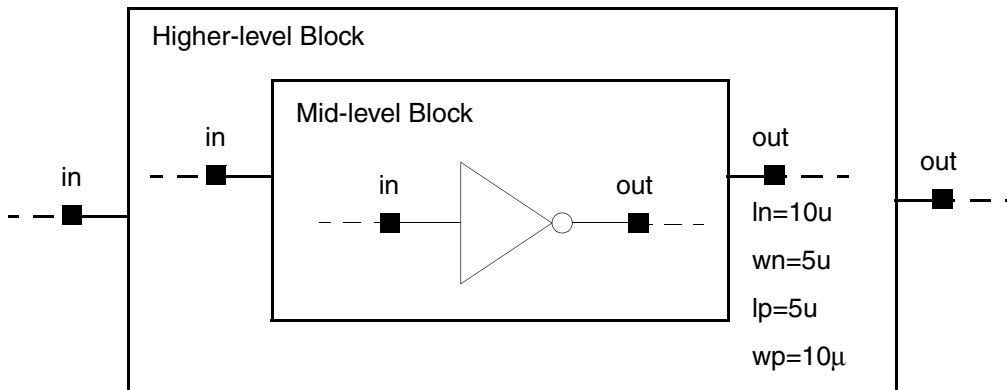 Higher-level Block
Mid-level Block
in
in
in
out
out
out
ln=10u
wn=5u
lp=5u
wp=10μ